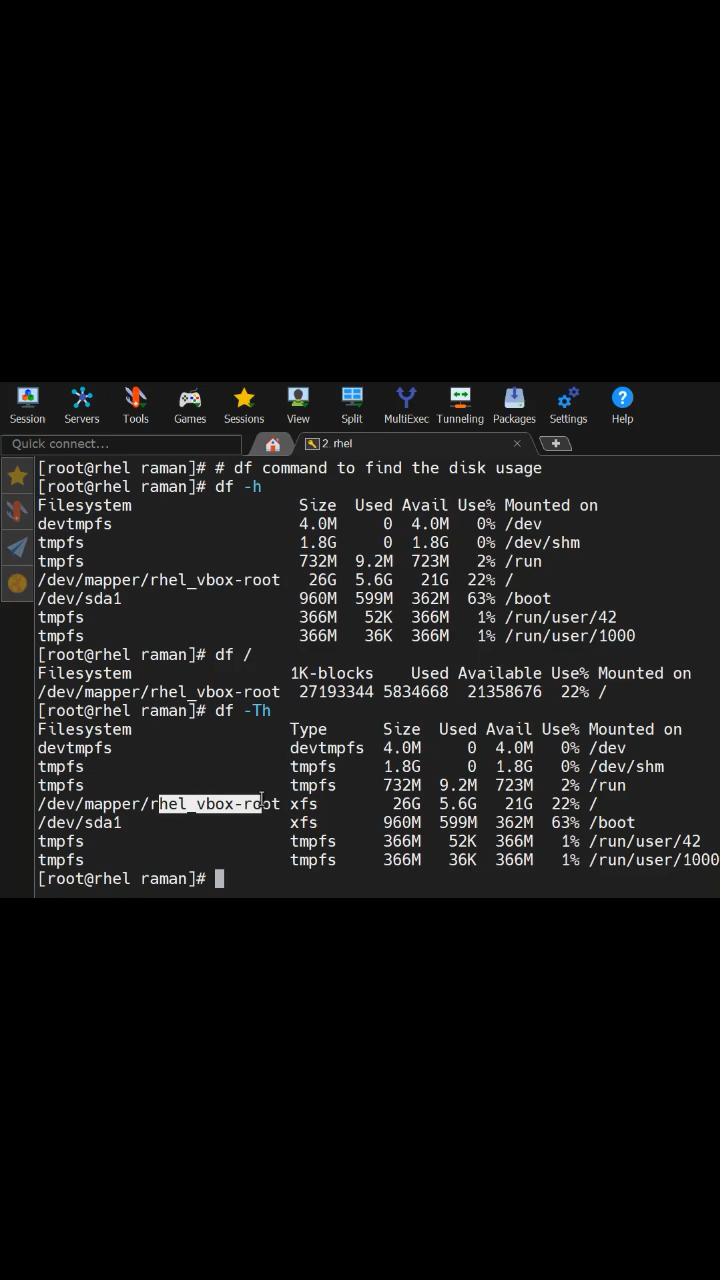 Session Servers Tools Games Sessions View Split MultiExec Tunneling Packages Settings Help
Quick connect... 2. rhel
[root@rhel raman]# # df command to find the disk usage
[root@rhel raman]# df -h
Filesystem Size Used Avail Use% Mounted on
devtmpfs 4.0M 0 4.0M 0% /dev
tmpfs 1.8G 0 1.8G 0% /dev/shm
tmpfs 732M 9.2M 723M 2% /run
/dev/mapper/rhel_vbox-root 26G 5.6G 21G 22% /
/dev/sda1 960M 599M 362M 63% /boot
tmpfs 366M 52K 366M 1% /run/user/42
tmpfs 366M 36K 366M 1% /run/user/1000
[root@rhel raman]# df /
Filesystem 1K-blocks Used Available Use% Mounted on
/dev/mapper/rhel_vbox-root 27193344 5834668 21358676 22% /
[root@rhel raman]# df -Th
Filesystem Type Size Used Avail Use% Mounted on
devtmpfs devtmpfs 4.0M 0 4.0M 0% /dev
tmpfs tmpfs 1.8G 0 1.8G 0% /dev/shm
tmpfs tmpfs 732M 9.2M 723M 2% /run
/dev/mapper/rhel_vbox-root xfs 26G 5.6G 21G 22% /
/dev/sda1 xfs 960M 599M 362M 63% /boot
tmpfs tmpfs 366M 52K 366M 1% /run/user/42
tmpfs tmpfs 366M 36K 366M 1% /run/user/1000
[root@rhel raman]#